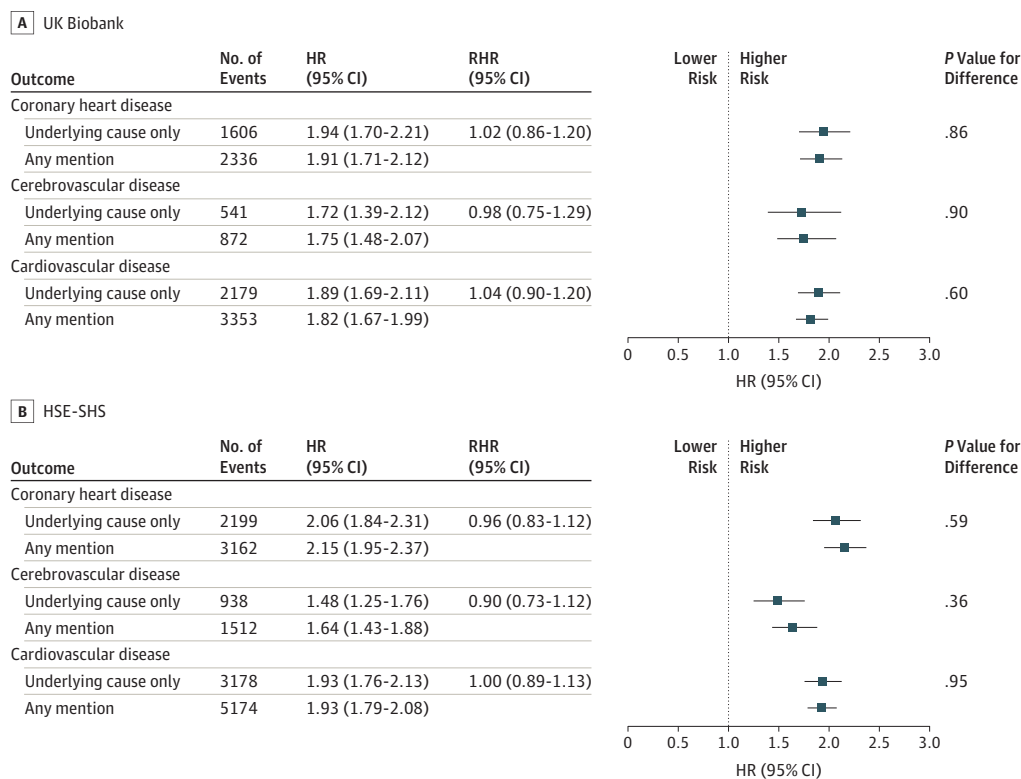 A UK Biobank
Outcome No. of Events HR (95% CI) RHR (95% CI) Lower Risk Higher Risk P Value for Difference
Coronary heart disease
Underlying cause only 1606 1.94 (1.70-2.21) 1.02 (0.86-1.20) .86
Any mention 2336 1.91 (1.71-2.12)
Cerebrovascular disease
Underlying cause only 541 1.72 (1.39-2.12) 0.98 (0.75-1.29) .90
Any mention 872 1.75 (1.48-2.07)
Cardiovascular disease
Underlying cause only 2179 1.89 (1.69-2.11) 1.04 (0.90-1.20) .60
Any mention 3353 1.82 (1.67-1.99)
0 0.5 1.0 1.5 2.0 2.5 3.0
HR (95% CI)
B HSE-SHS
Outcome No. of Events HR (95% CI) RHR (95% CI) Lower Risk Higher Risk P Value for Difference
Coronary heart disease
Underlying cause only 2199 2.06 (1.84-2.31) 0.96 (0.83-1.12) .59
Any mention 3162 2.15 (1.95-2.37)
Cerebrovascular disease
Underlying cause only 938 1.48 (1.25-1.76) 0.90 (0.73-1.12) .36
Any mention 1512 1.64 (1.43-1.88)
Cardiovascular disease
Underlying cause only 3178 1.93 (1.76-2.13) 1.00 (0.89-1.13) .95
Any mention 5174 1.93 (1.79-2.08)
0 0.5 1.0 1.5 2.0 2.5 3.0
HR (95% CI)